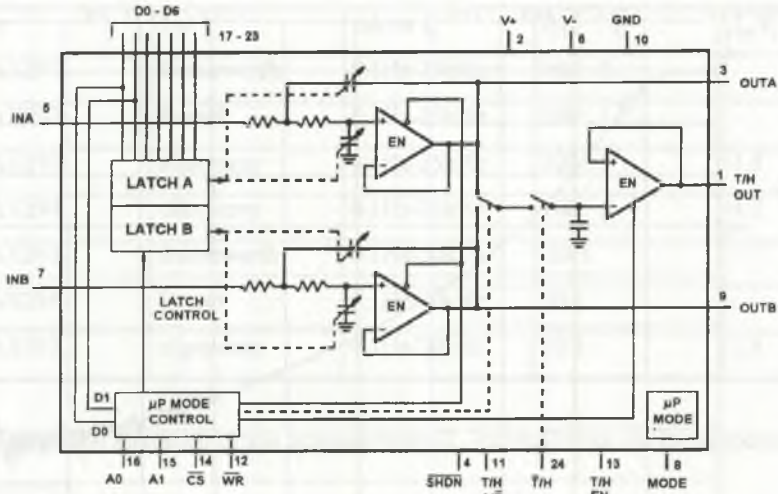 D0 - D6
17 - 23
V+
V-
GND
2
6
10
3
OUTA
5
INA
+
-
EN
LATCH A
LATCH B
+
-
EN
1
T/H
OUT
7
INB
LATCH
CONTROL
+
-
EN
9
OUTB
D1
D0
µP MODE
CONTROL
µP
MODE
16
15
14
12
4
11
24
13
8
A0
A1
CS
WR
SHDN
T/H
T/H
T/H
MODE